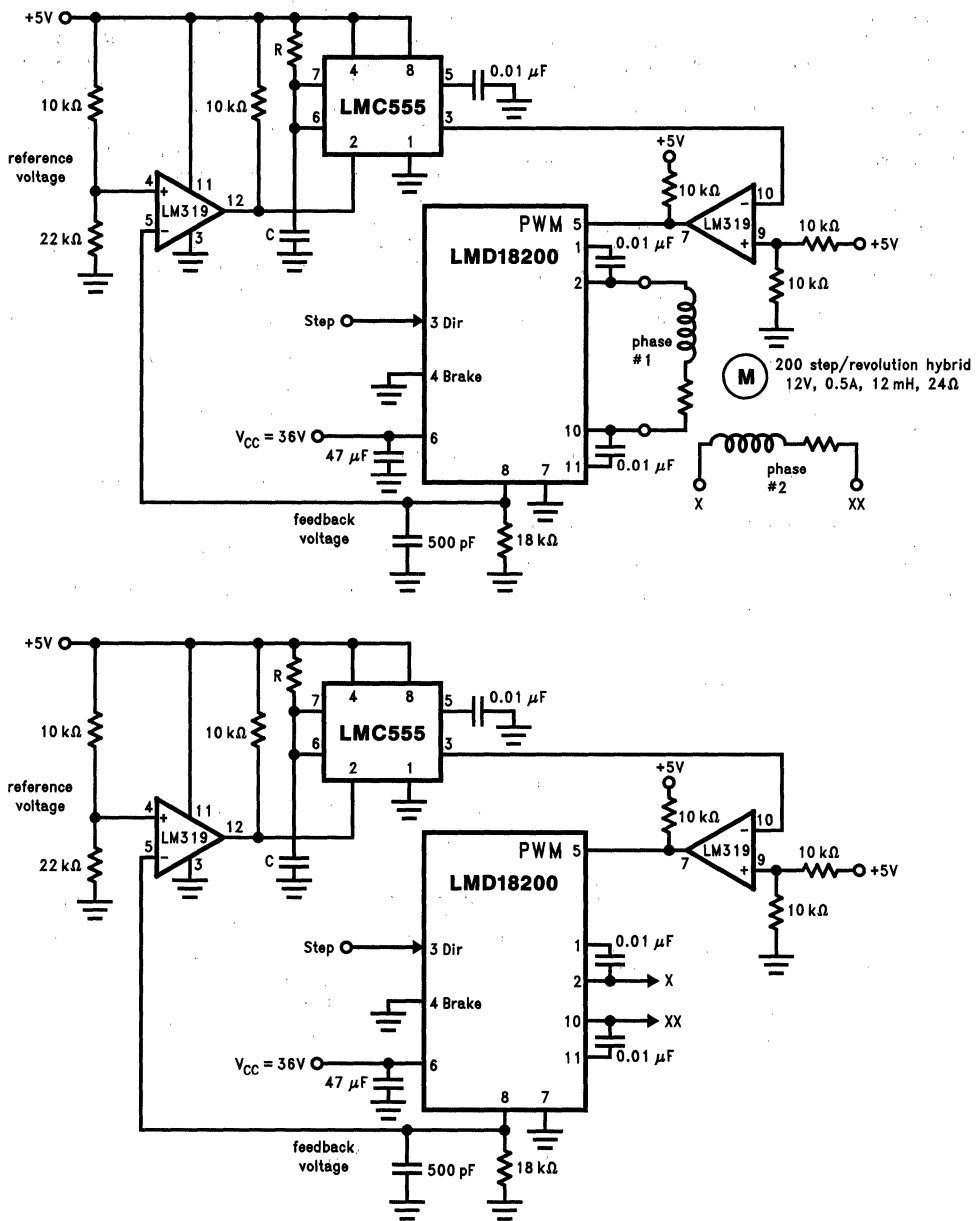 +5V
R
7
4
8
5
0.01 μF
10 kΩ
10 kΩ
LMC555
6
3
2
1
reference
voltage
4
+
11
LM319
12
5
−
3
22 kΩ
C
+5V
10 kΩ
10
−
PWM 5
7
LM319
LMD18200
1
0.01 μF
9
+
10 kΩ
+5V
2
10 kΩ
Step
3 Dir
phase
#1
M
200 step/revolution hybrid
12V, 0.5A, 12 mH, 24Ω
4 Brake
VCC = 36V
6
10
47 μF
11
0.01 μF
8
7
phase
#2
X
XX
feedback
voltage
500 pF
18 kΩ
+5V
R
7
4
8
5
0.01 μF
10 kΩ
10 kΩ
LMC555
6
3
2
1
reference
voltage
4
+
11
LM319
12
5
−
3
22 kΩ
C
+5V
10 kΩ
10
−
PWM 5
7
LM319
LMD18200
9
+
10 kΩ
+5V
10 kΩ
Step
3 Dir
1
0.01 μF
2
X
4 Brake
10
XX
VCC = 36V
6
11
0.01 μF
47 μF
8
7
feedback
voltage
500 pF
18 kΩ